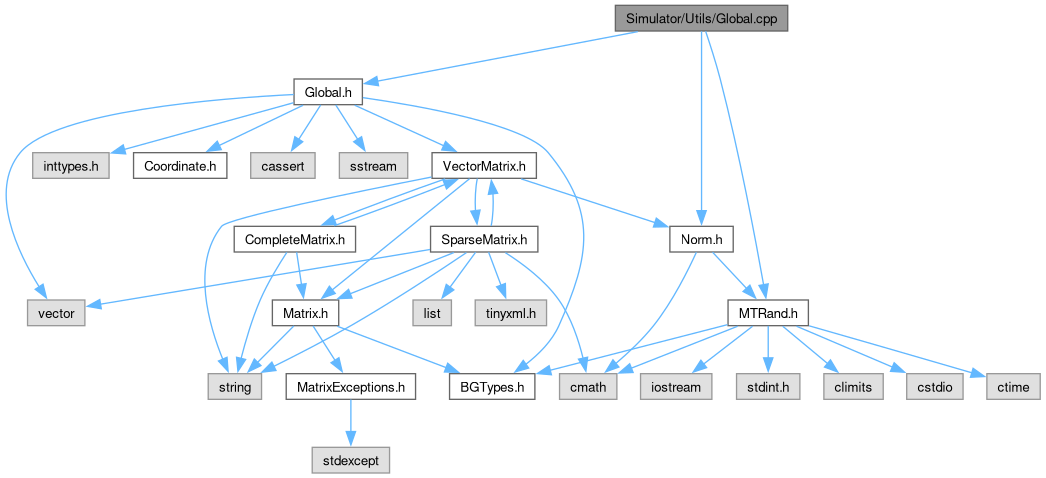 Simulator/Utils/Global.cpp
Global.h
inttypes.h
Coordinate.h
cassert
sstream
VectorMatrix.h
CompleteMatrix.h
SparseMatrix.h
Norm.h
vector
Matrix.h
list
tinyxml.h
MTRand.h
string
MatrixExceptions.h
BGTypes.h
cmath
iostream
stdint.h
climits
cstdio
ctime
stdexcept